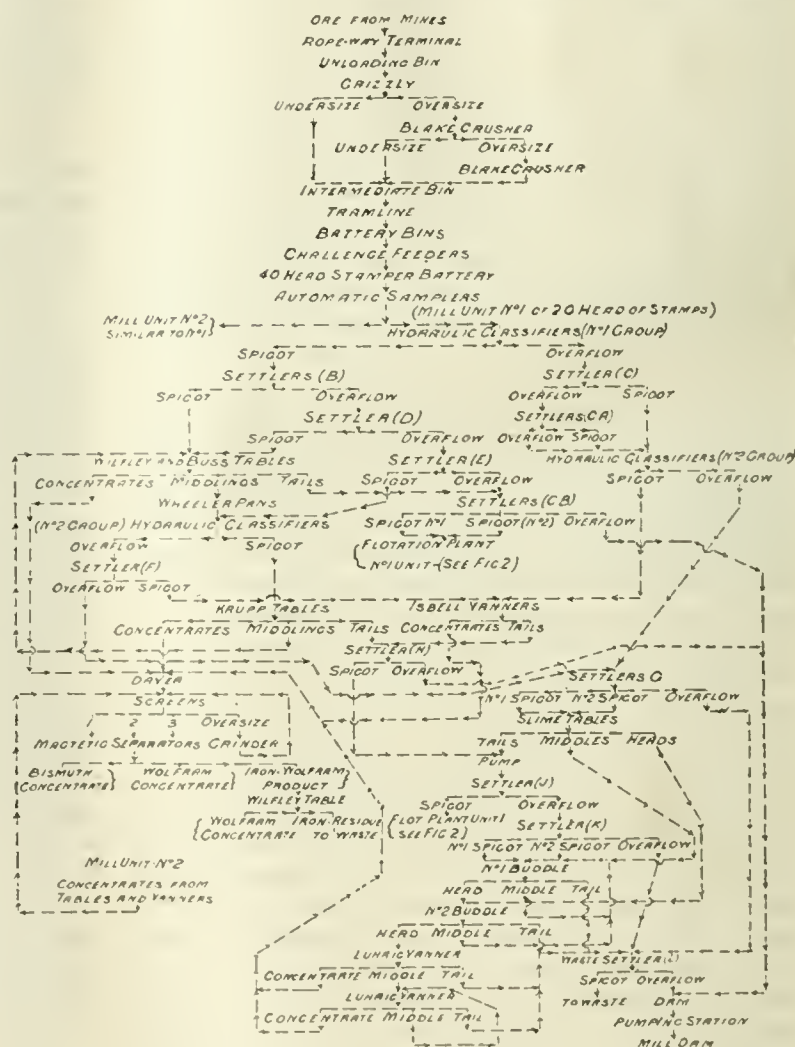 ORE FROM MINES
ROPE-WAY TERMINAL
UNLOADING BIN
GRIZZLY
UNDERSIZE OVERSIZE
BLAKE CRUSHER
UNDERSIZE OVERSIZE
BLAKE CRUSHER
INTERMEDIATE BIN
TRAMLINE
BATTERY BINS
CHALLENGE FEEDERS
40 HEAD STAMPER BATTERY
AUTOMATIC SAMPLERS
(MILL UNIT Nº1 OF 20 HEAD OF STAMPS)
MILL UNIT Nº2
SIMILAR TO Nº1
HYDRAULIC CLASSIFIERS (Nº1 GROUP)
SPIGOT OVERFLOW
SETTLERS (B) SETTLER (C)
SPIGOT OVERFLOW OVERFLOW SPIGOT
SETTLER (D) SETTLERS (CA)
SPIGOT OVERFLOW OVERFLOW SPIGOT
WILFLEY AND BUSS TABLES SETTLER (E) HYDRAULIC CLASSIFIERS (Nº2 GROUP)
CONCENTRATES MIDDLINGS TAILS SPIGOT OVERFLOW SPIGOT OVERFLOW
WHEELER PANS SETTLERS (CB)
(Nº2 GROUP) HYDRAULIC CLASSIFIERS SPIGOT Nº1 SPIGOT (Nº2) OVERFLOW
OVERFLOW SPIGOT FLOTATION PLANT
SETTLER (F) Nº1 UNIT (SEE FIG 2)
OVERFLOW SPIGOT
KRUPP TABLES ISBELL VANNERS
CONCENTRATES MIDDLINGS TAILS CONCENTRATES TAILS
SETTLER (H)
SPIGOT OVERFLOW SETTLERS G
DRYER
SCREENS Nº1 SPIGOT Nº2 SPIGOT OVERFLOW
1 2 3 OVERSIZE SLIME TABLES
MAGTETIC SEPARATORS GRINDER TAILS MIDDLES HEADS
BISMUTH CONCENTRATE WOLFRAM CONCENTRATE IRON-WOLFRAM PRODUCT PUMP
SETTLER (J)
WILFLEY TABLE SPIGOT OVERFLOW
WOLFRAM CONCENTRATE IRON-RESIDUE TO WASTE (FLOT PLANT UNIT 1 SEE FIG 2) SETTLER (K)
Nº1 SPIGOT Nº2 SPIGOT OVERFLOW
MILL UNIT Nº2 Nº1 BUDDLE
CONCENTRATES FROM HEAD MIDDLE TAIL
TABLES AND VANNERS Nº2 BUDDLE
HEAD MIDDLE TAIL
LUHRIG VANNER WASTE SETTLER (L)
CONCENTRATE MIDDLE TAIL SPIGOT OVERFLOW
LUHRIG VANNER TO WASTE DAM
CONCENTRATE MIDDLE TAIL PUMPING STATION
MILL DAM